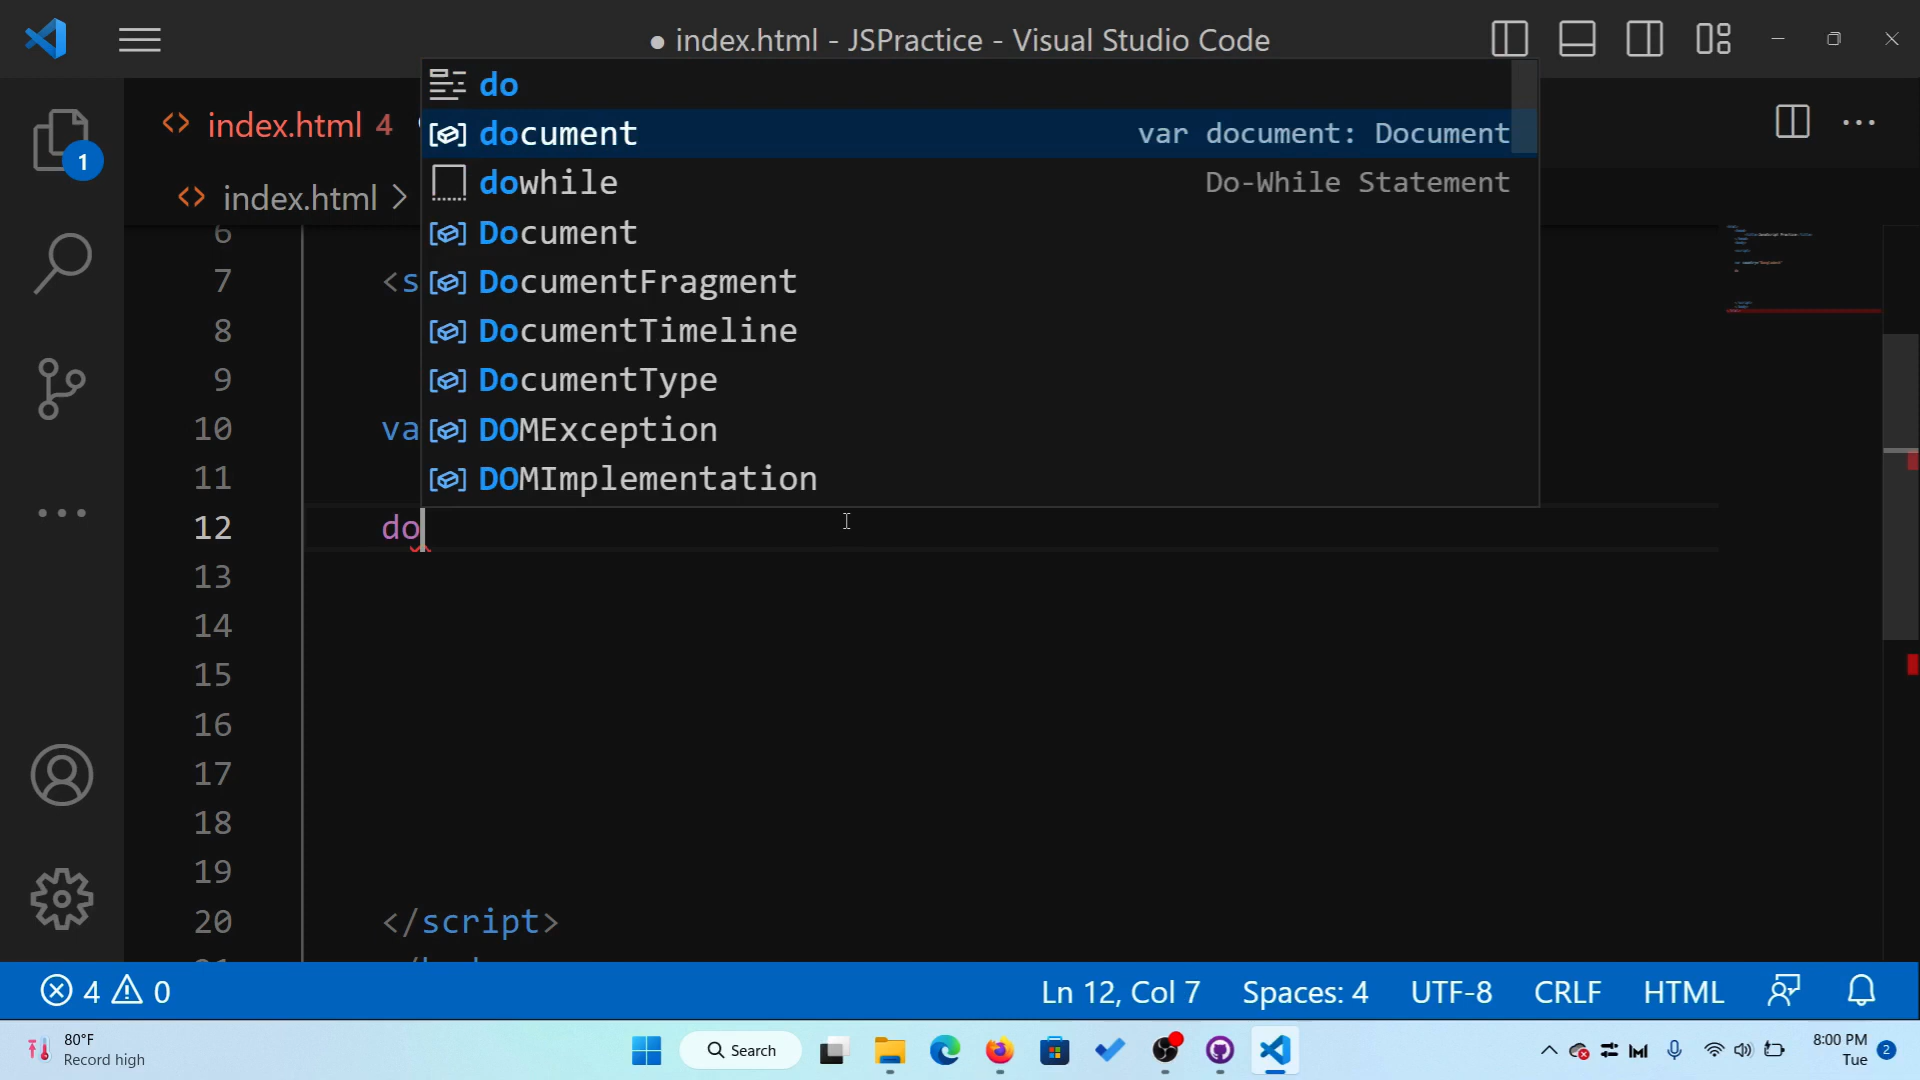 ● index.html - JSPractice - Visual Studio Code
index.html 4
index.html >
1
do
document var document: Document
dowhile Do-While Statement
Document
DocumentFragment
DocumentTimeline
DocumentType
DOMException
DOMImplementation
6
7 <s
8
9
10 va
11
12 do
13
14
15
16
17
18
19
20 </script>
4 0 Ln 12, Col 7 Spaces: 4 UTF-8 CRLF HTML
80°F
Record high
Search
8:00 PM
Tue
2